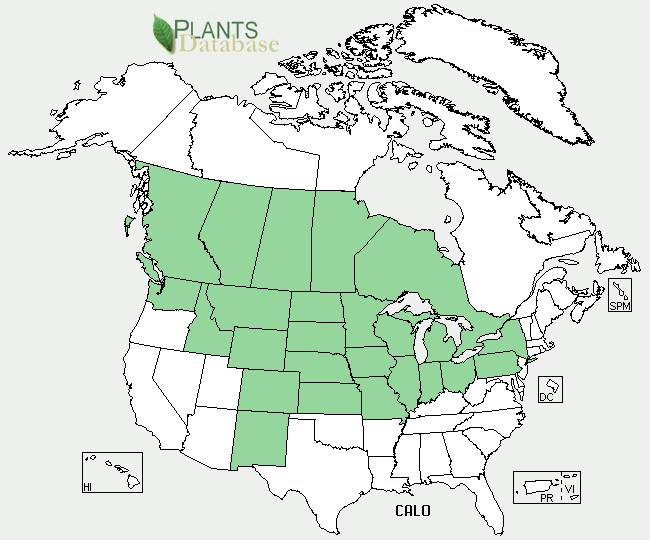 PLANTS
Database
SPM
DC
HI
PR
VI
CALO